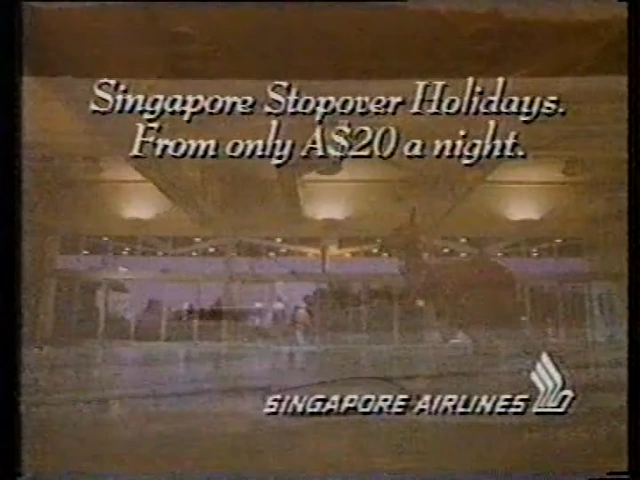 Singapore Stopover Holidays.
From only A$20 a night.
SINGAPORE AIRLINES